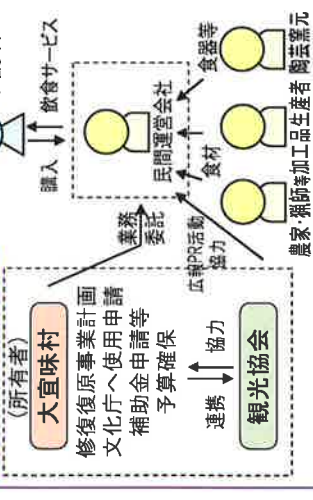 (所有者)
大宜味村
修復復原事業計画
文化庁へ使用申請
補助金申請等
予算確保
連携
協力
観光協会
業務
委託
広報PR活動
協力
購入
飲食サービス
民間運営会社
食材
食器等
農家・猟師等加工品生産者
陶芸窯元